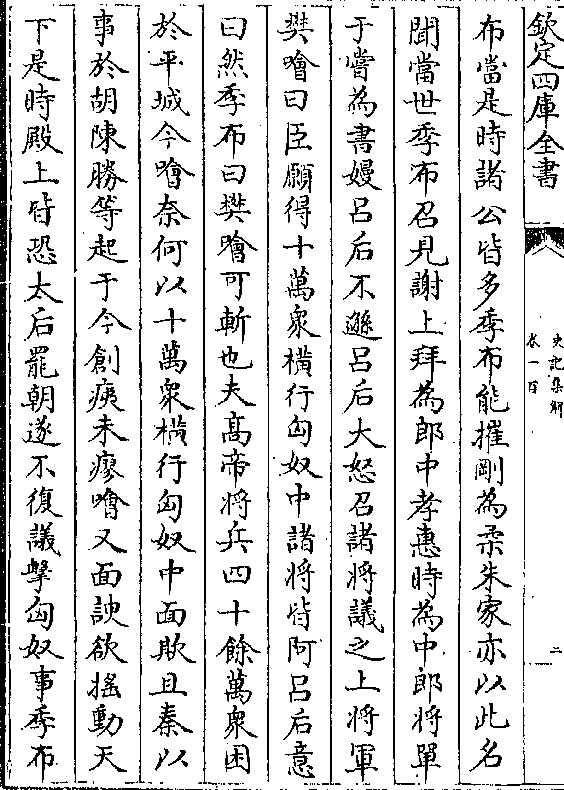 欽定四庫全書
史記集解
卷一百
二
布當是時諸公皆多季布能摧剛為柔朱家亦以此名
聞當世季布召見謝上拜為郎中孝惠時為中郎將單
于嘗為書嫚呂后不遜呂后大怒召諸將議之上將軍
樊噲曰臣願得十萬衆橫行匈奴中諸將皆阿呂后意
曰然季布曰樊噲可斬也夫髙帝將兵四十餘萬衆困
於平城今噲奈何以十萬衆橫行匈奴中面欺且秦以
事於胡陳勝等起于今創痍未瘳噲又面諛欲搖動天
下是時殿上皆恐太后罷朝遂不復議擊匈奴事季布